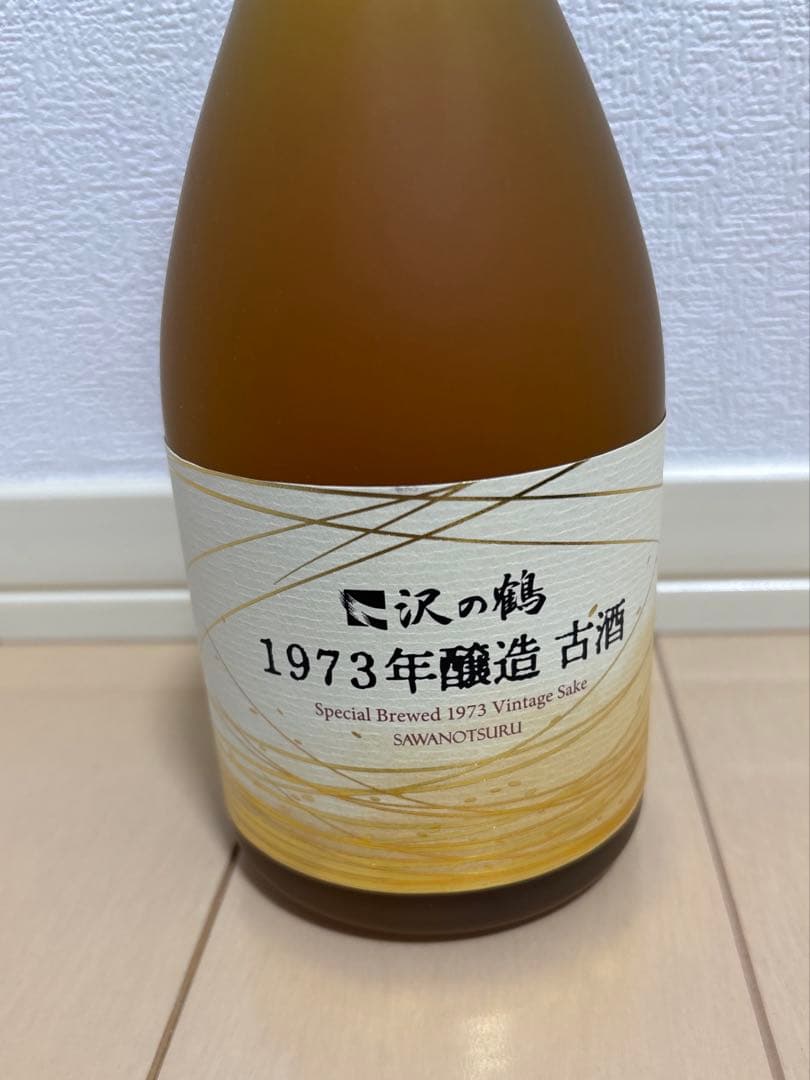 沢の鶴
1973年醸造 古酒
Special Brewed 1973 Vintage Sake
SAWANOTSURU